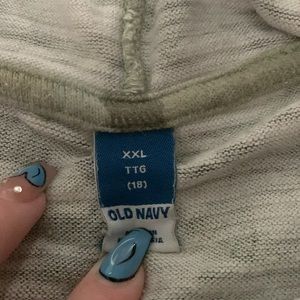 XXL
TTG
(18)
OLD NAVY